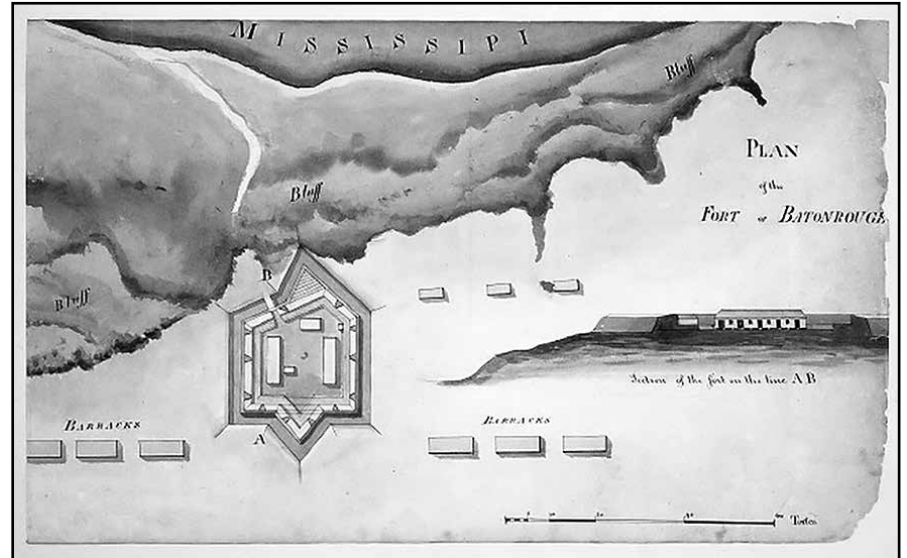 MISSISSIPI
Bluff
PLAN
of the
FORT of BATONROUGE
Bluff
B
Bluff
Section of the fort on the line A B
BARRACKS
A
BARRACKS
Toises